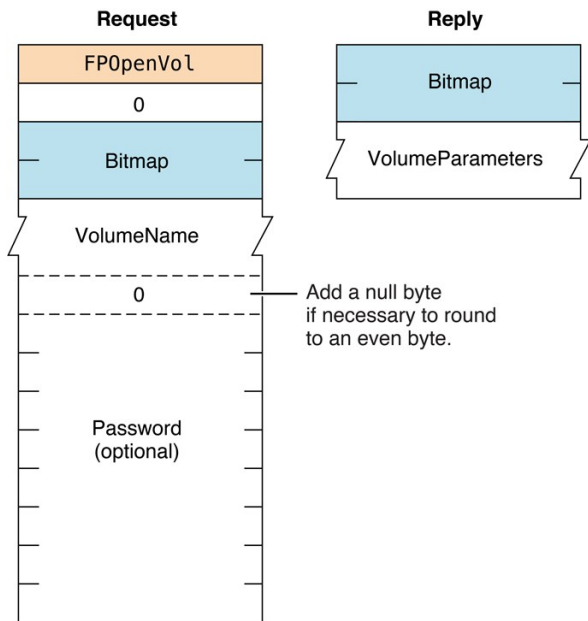 Request
FPOpenVol
0
Bitmap
VolumeName
0
Add a null byte
if necessary to round
to an even byte.
Password
(optional)
Reply
Bitmap
VolumeParameters